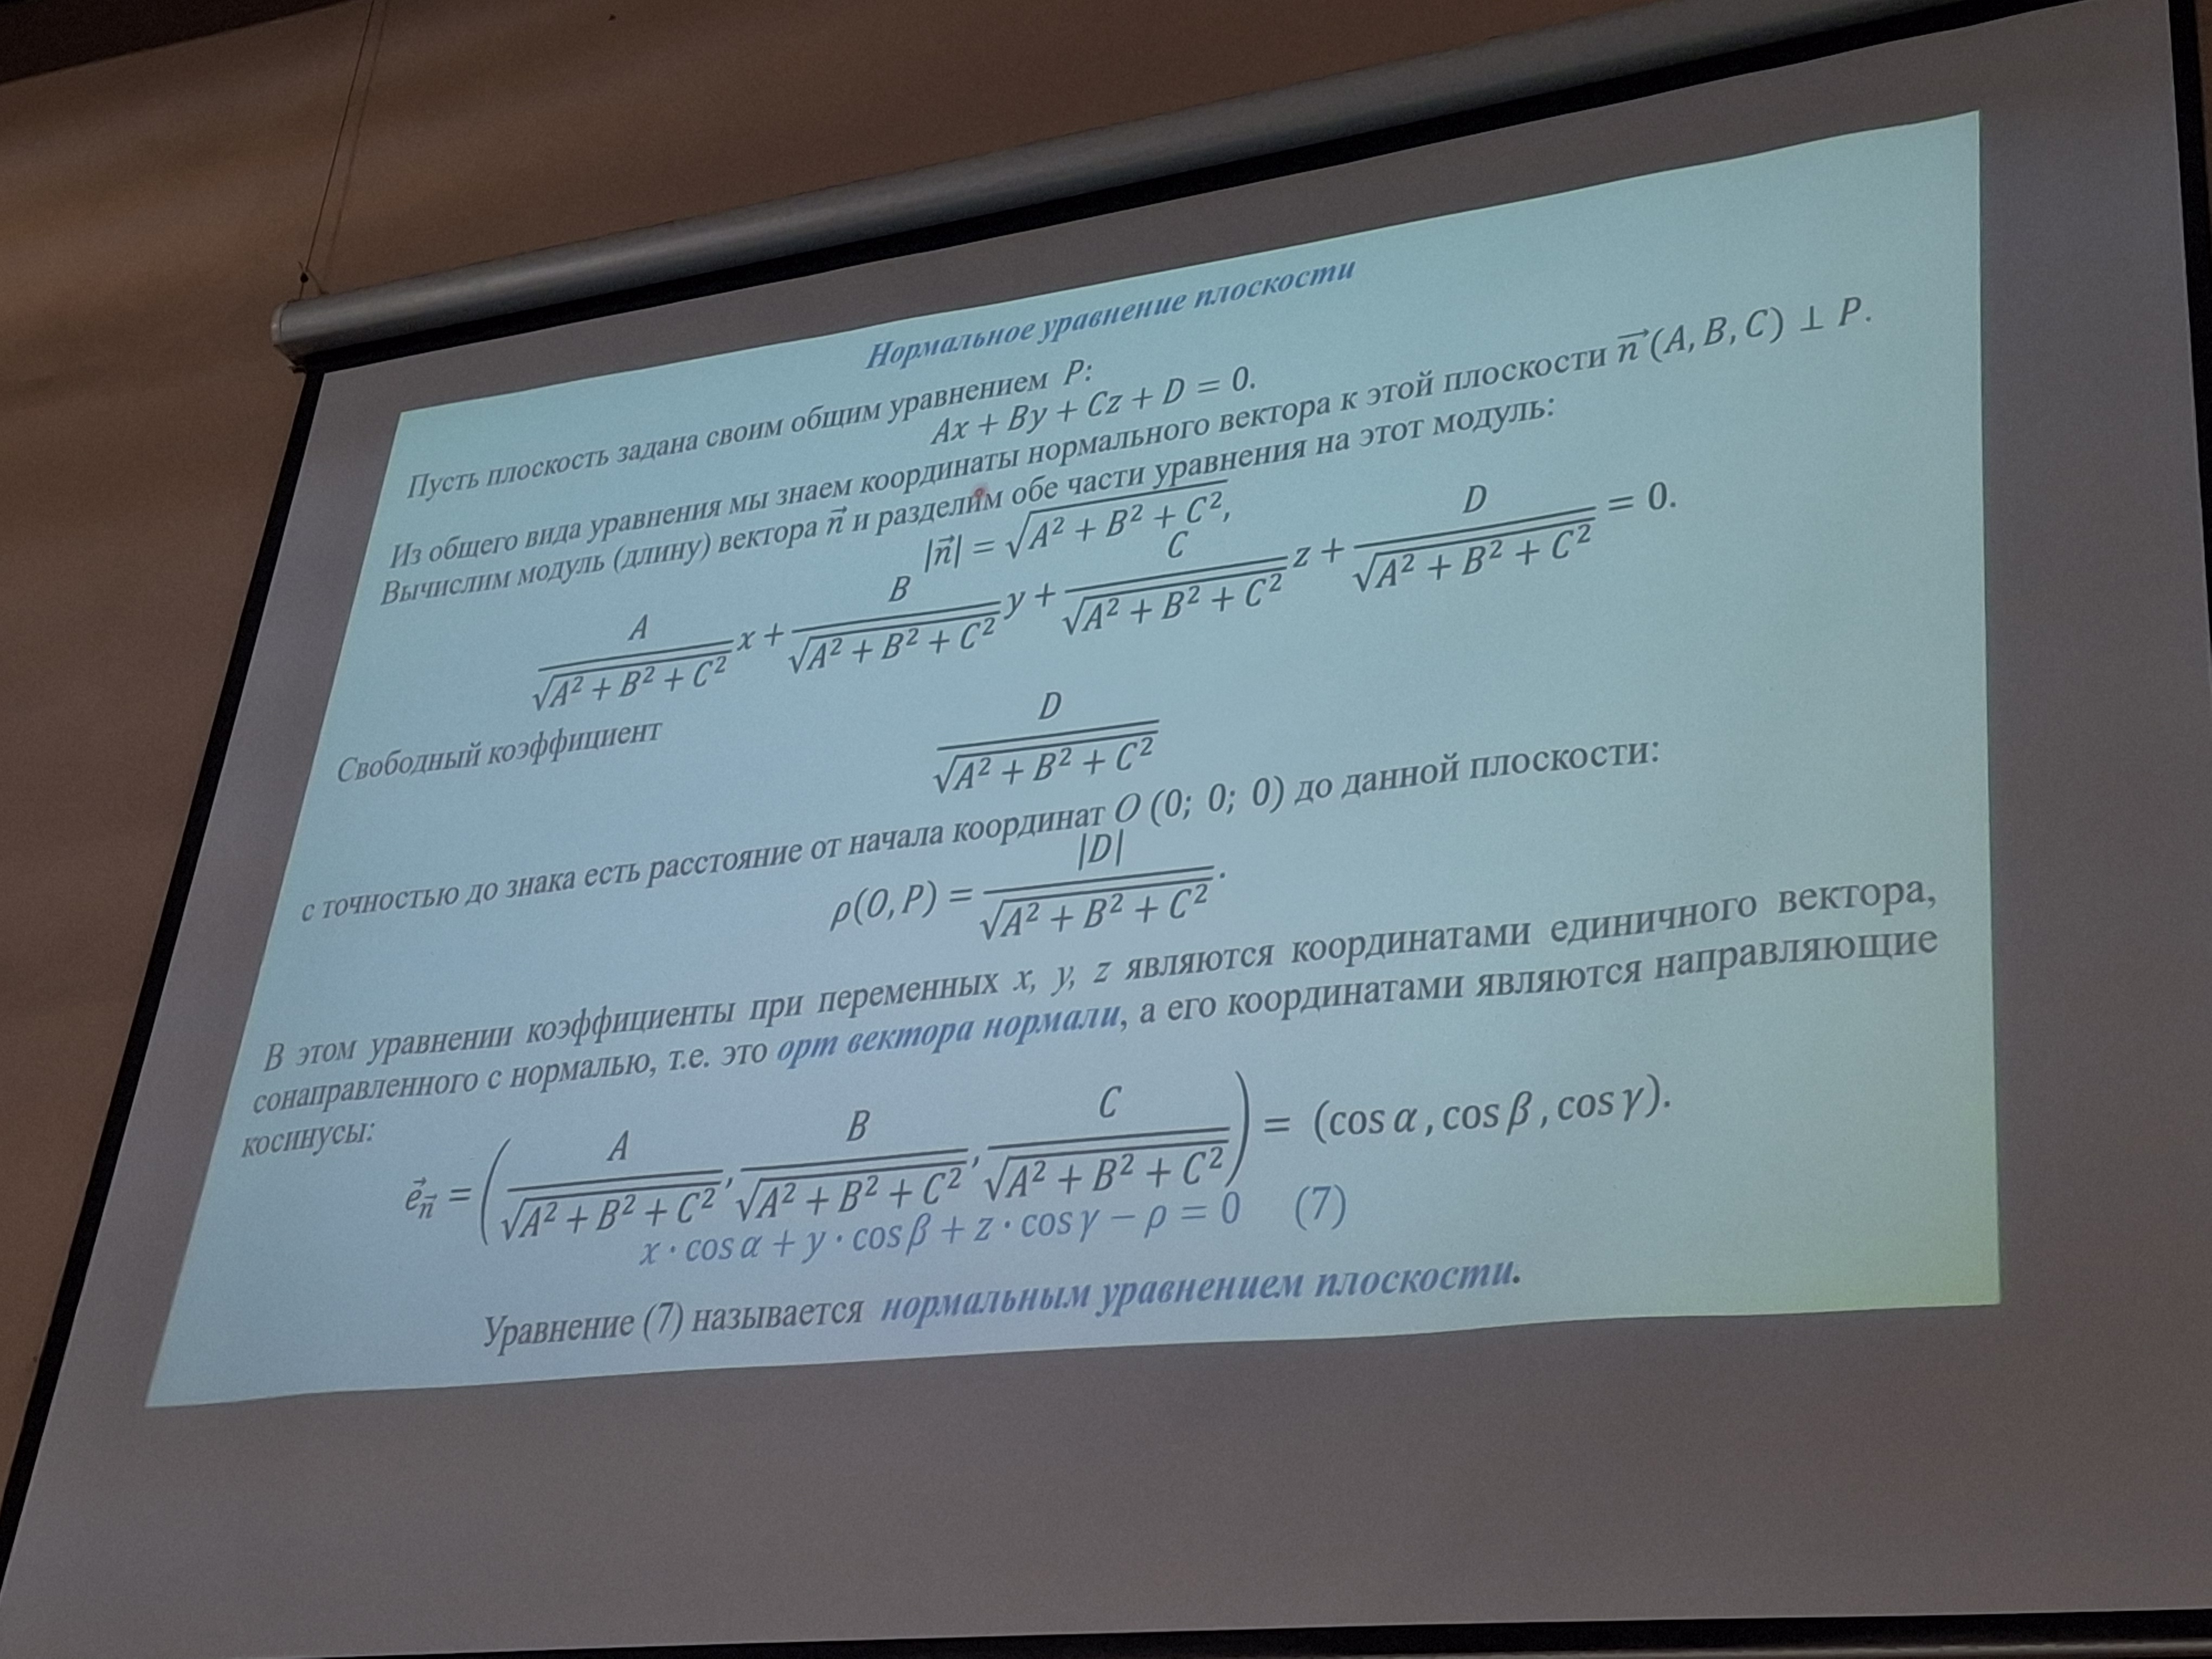 Нормальное уравнение плоскости
Пусть плоскость задана своим общим уравнением P:
Ax + By + Cz + D = 0.
Из общего вида уравнения мы знаем координаты нормального вектора к этой плоскости n⃗(A, B, C) ⊥ P.
Вычислим модуль (длину) вектора n⃗ и разделим обе части уравнения на этот модуль:
|n⃗| = √(A² + B² + C²),
A/√(A² + B² + C²) x + B/√(A² + B² + C²) y + C/√(A² + B² + C²) z + D/√(A² + B² + C²) = 0.
Свободный коэффициент
D/√(A² + B² + C²)
с точностью до знака есть расстояние от начала координат O (0; 0; 0) до данной плоскости:
ρ(O, P) = |D|/√(A² + B² + C²).
В этом уравнении коэффициенты при переменных x, y, z являются координатами единичного вектора,
сонаправленного с нормалью, т.е. это орт вектора нормали, а его координатами являются направляющие
косинусы:
e⃗ₙ⃗ = (A/√(A² + B² + C²), B/√(A² + B² + C²), C/√(A² + B² + C²)) = (cos α , cos β , cos γ).
x · cos α + y · cos β + z · cos γ − ρ = 0 (7)
Уравнение (7) называется нормальным уравнением плоскости.